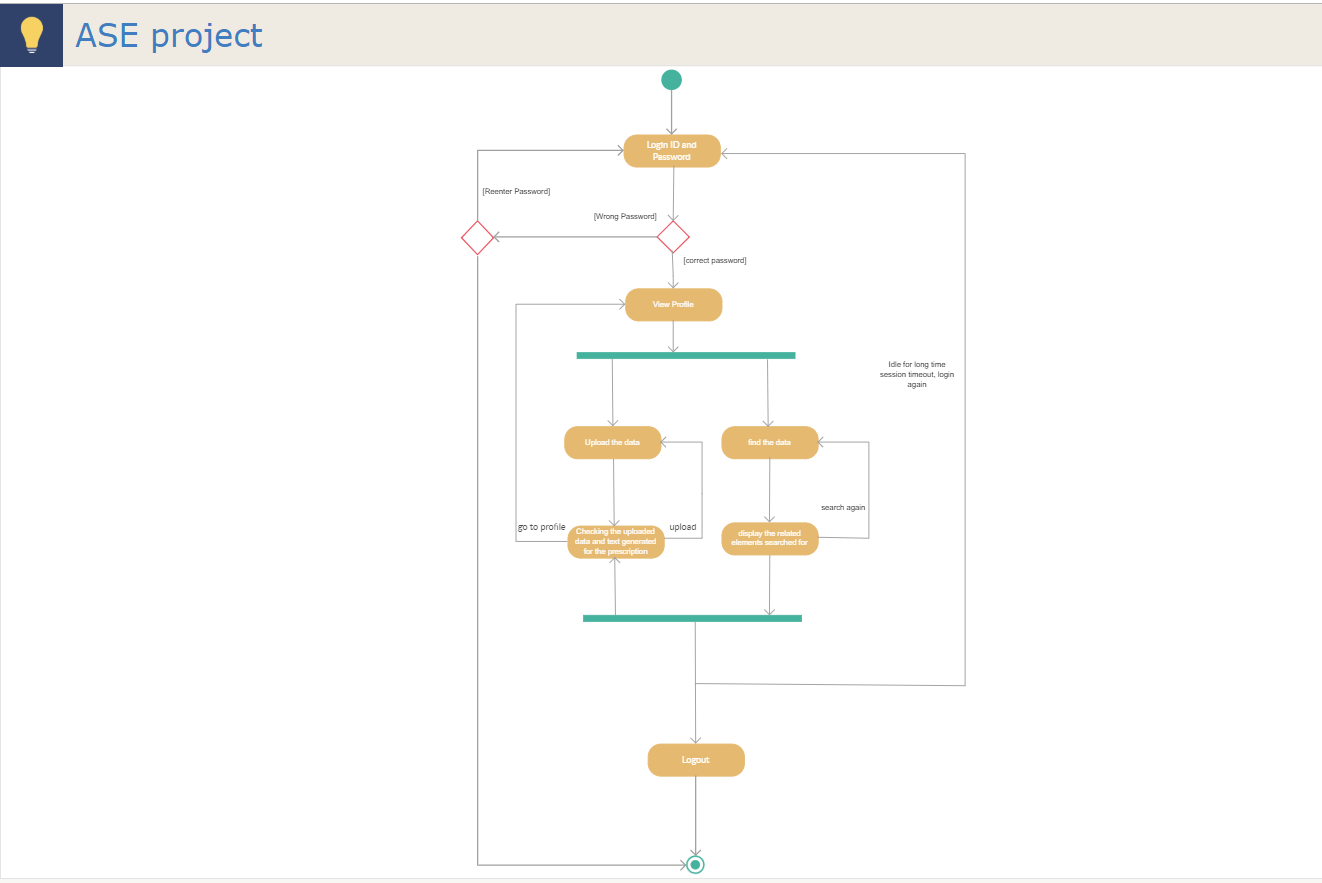 ASE project
Login ID and
Password
[Reenter Password]
[Wrong Password]
[correct password]
View Profile
Idle for long time
session timeout, login
again
Upload the data
find the data
search again
go to profile
Checking the uploaded
data and text generated
for the prescription
upload
display the related
elements searched for
Logout